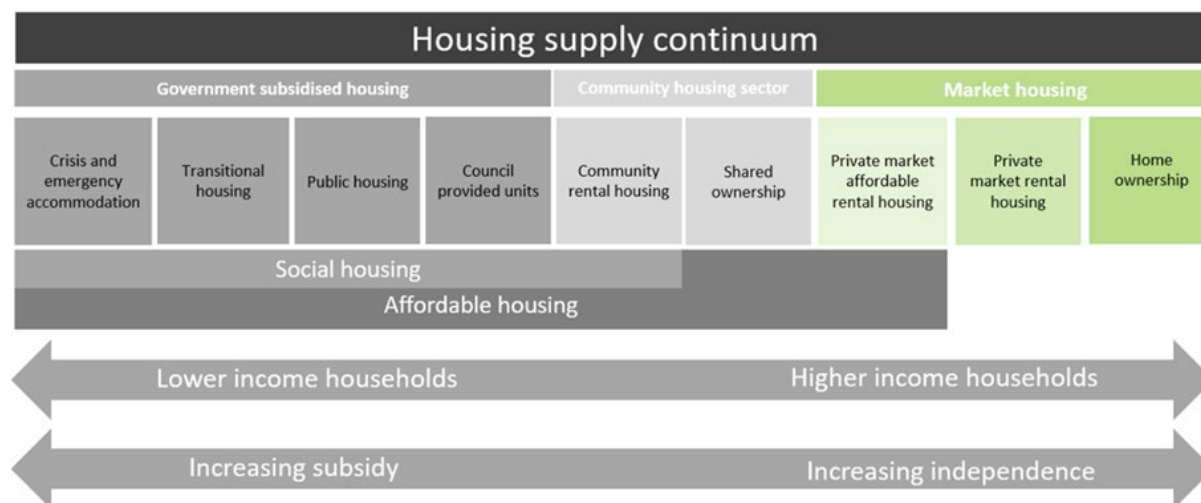 Housing supply continuum
Government subsidised housing
Community housing sector
Market housing
Crisis and
emergency
accommodation
Transitional
housing
Public housing
Council
provided units
Community
rental housing
Shared
ownership
Private market
affordable
rental housing
Private
market rental
housing
Home
ownership
Social housing
Affordable housing
Lower income households
Higher income households
Increasing subsidy
Increasing independence